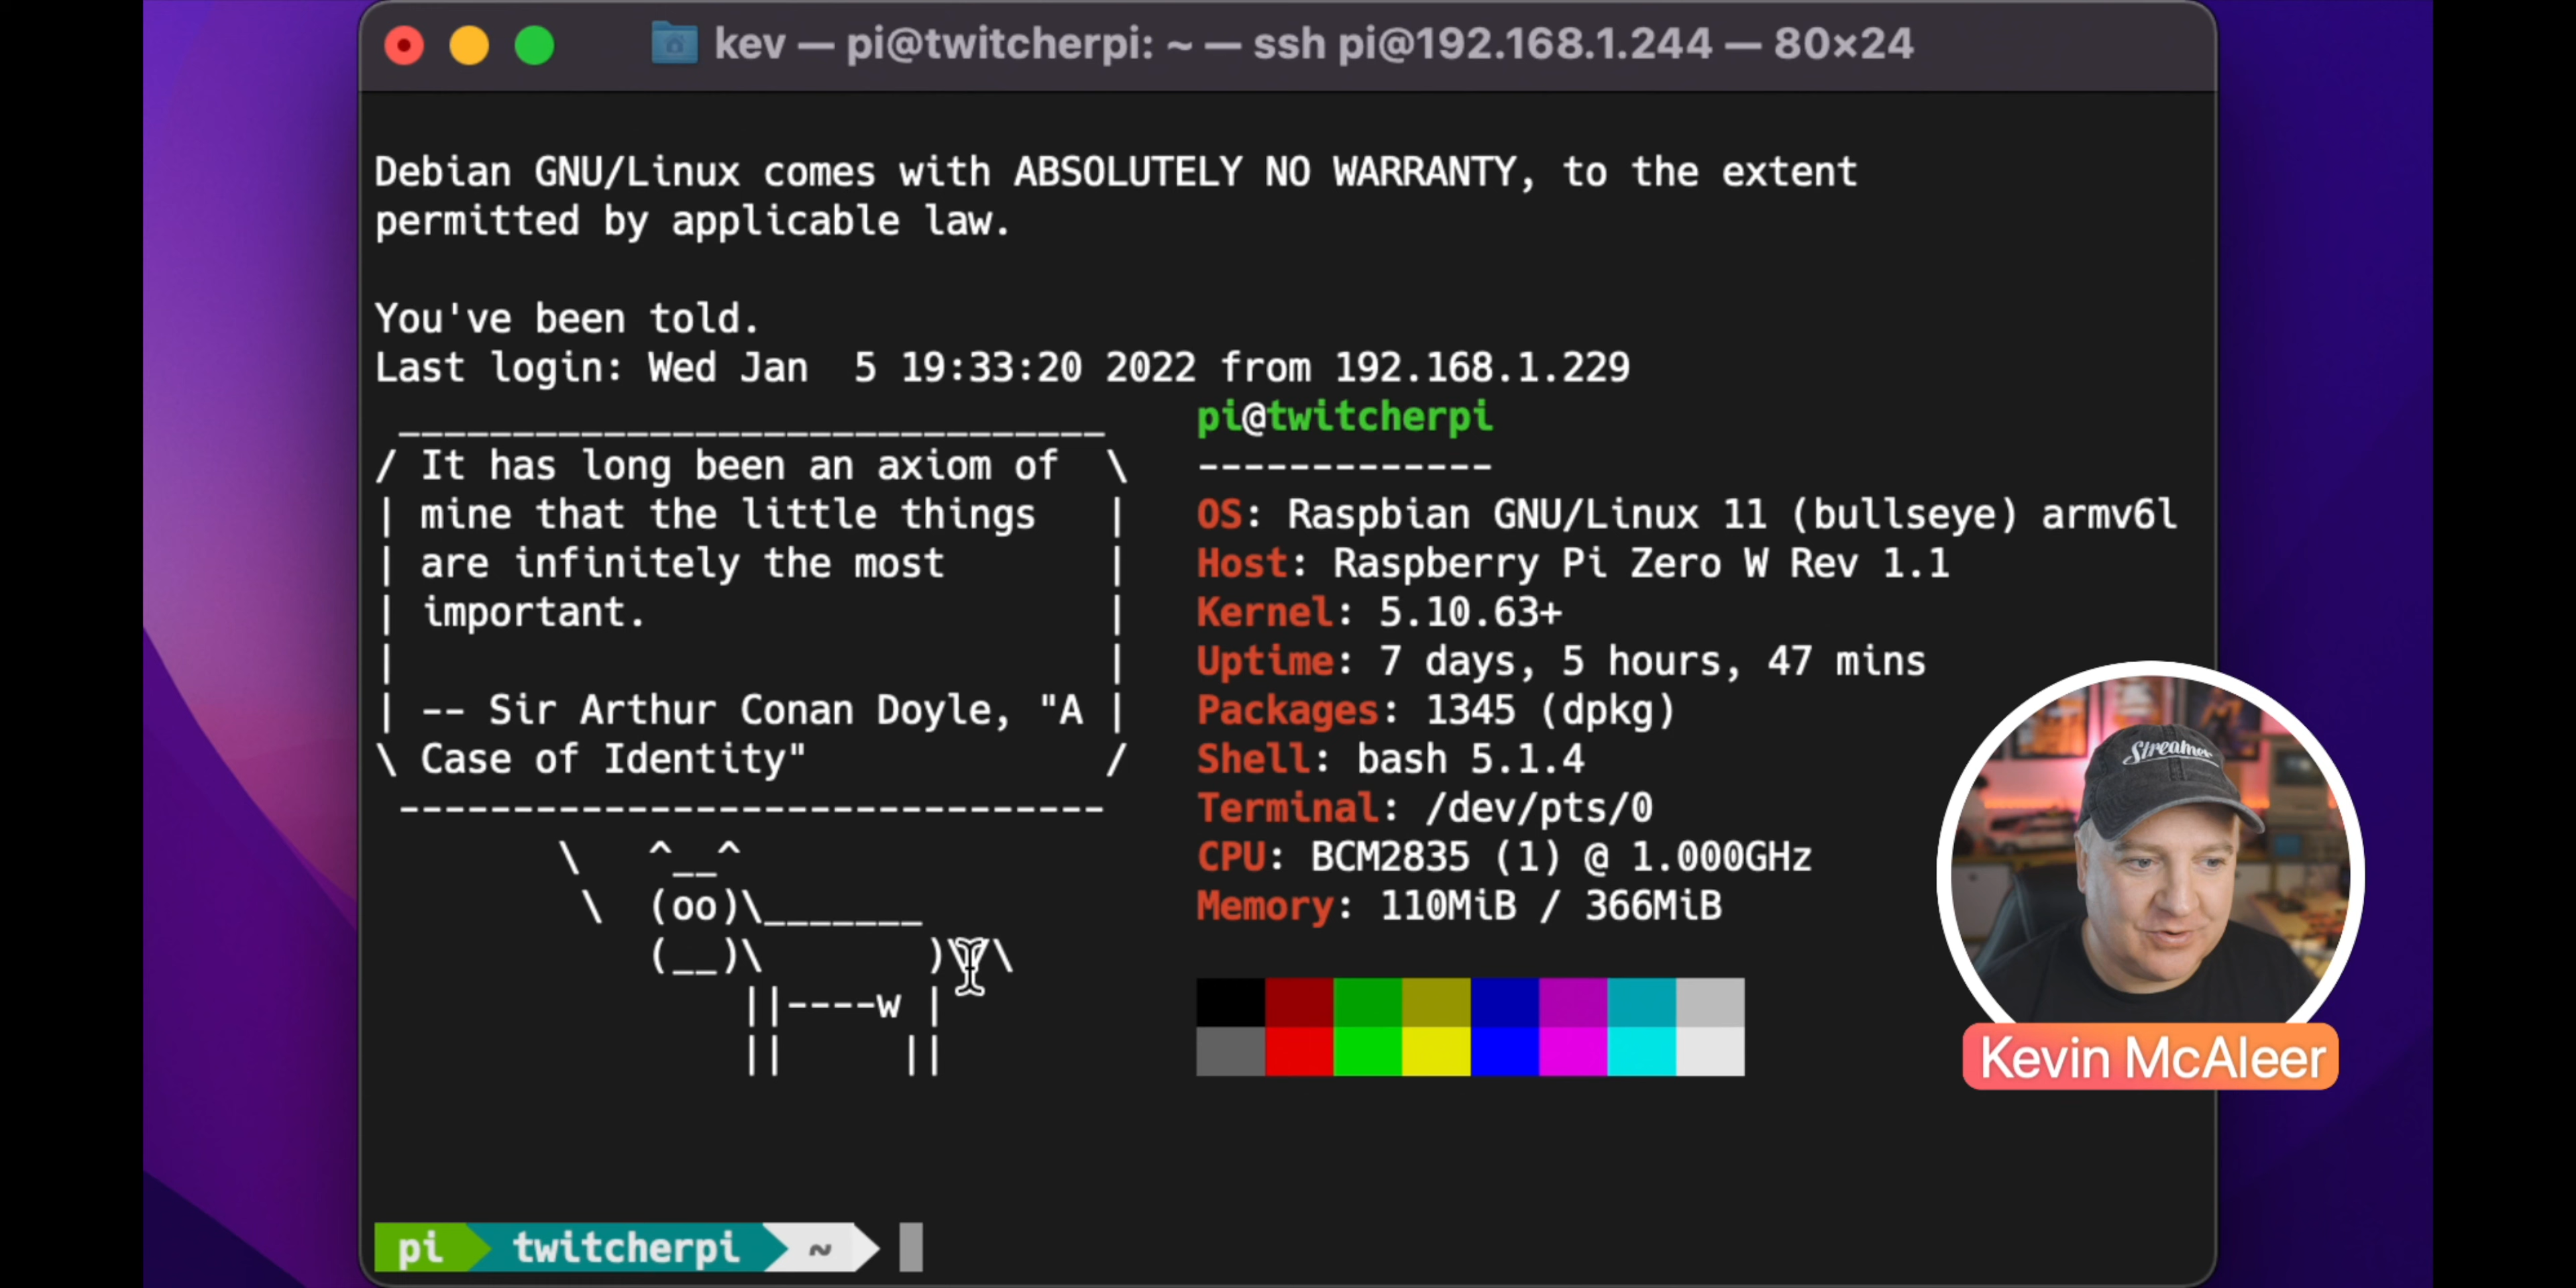 kev — pi@twitcherpi: ~ — ssh pi@192.168.1.244 — 80×24
Debian GNU/Linux comes with ABSOLUTELY NO WARRANTY, to the extent
permitted by applicable law.
You've been told.
Last login: Wed Jan  5 19:33:20 2022 from 192.168.1.229
 _______________________________
/ It has long been an axiom of  \
| mine that the little things   |
| are infinitely the most       |
| important.                    |
|                               |
| -- Sir Arthur Conan Doyle, "A |
\ Case of Identity"             /
 -------------------------------
        \   ^__^
         \  (oo)\_______
            (__)\       )\/\
                ||----w |
                ||     ||
pi@twitcherpi
-------------
OS: Raspbian GNU/Linux 11 (bullseye) armv6l
Host: Raspberry Pi Zero W Rev 1.1
Kernel: 5.10.63+
Uptime: 7 days, 5 hours, 47 mins
Packages: 1345 (dpkg)
Shell: bash 5.1.4
Terminal: /dev/pts/0
CPU: BCM2835 (1) @ 1.000GHz
Memory: 110MiB / 366MiB
Streamer
Kevin McAleer
pi twitcherpi ~